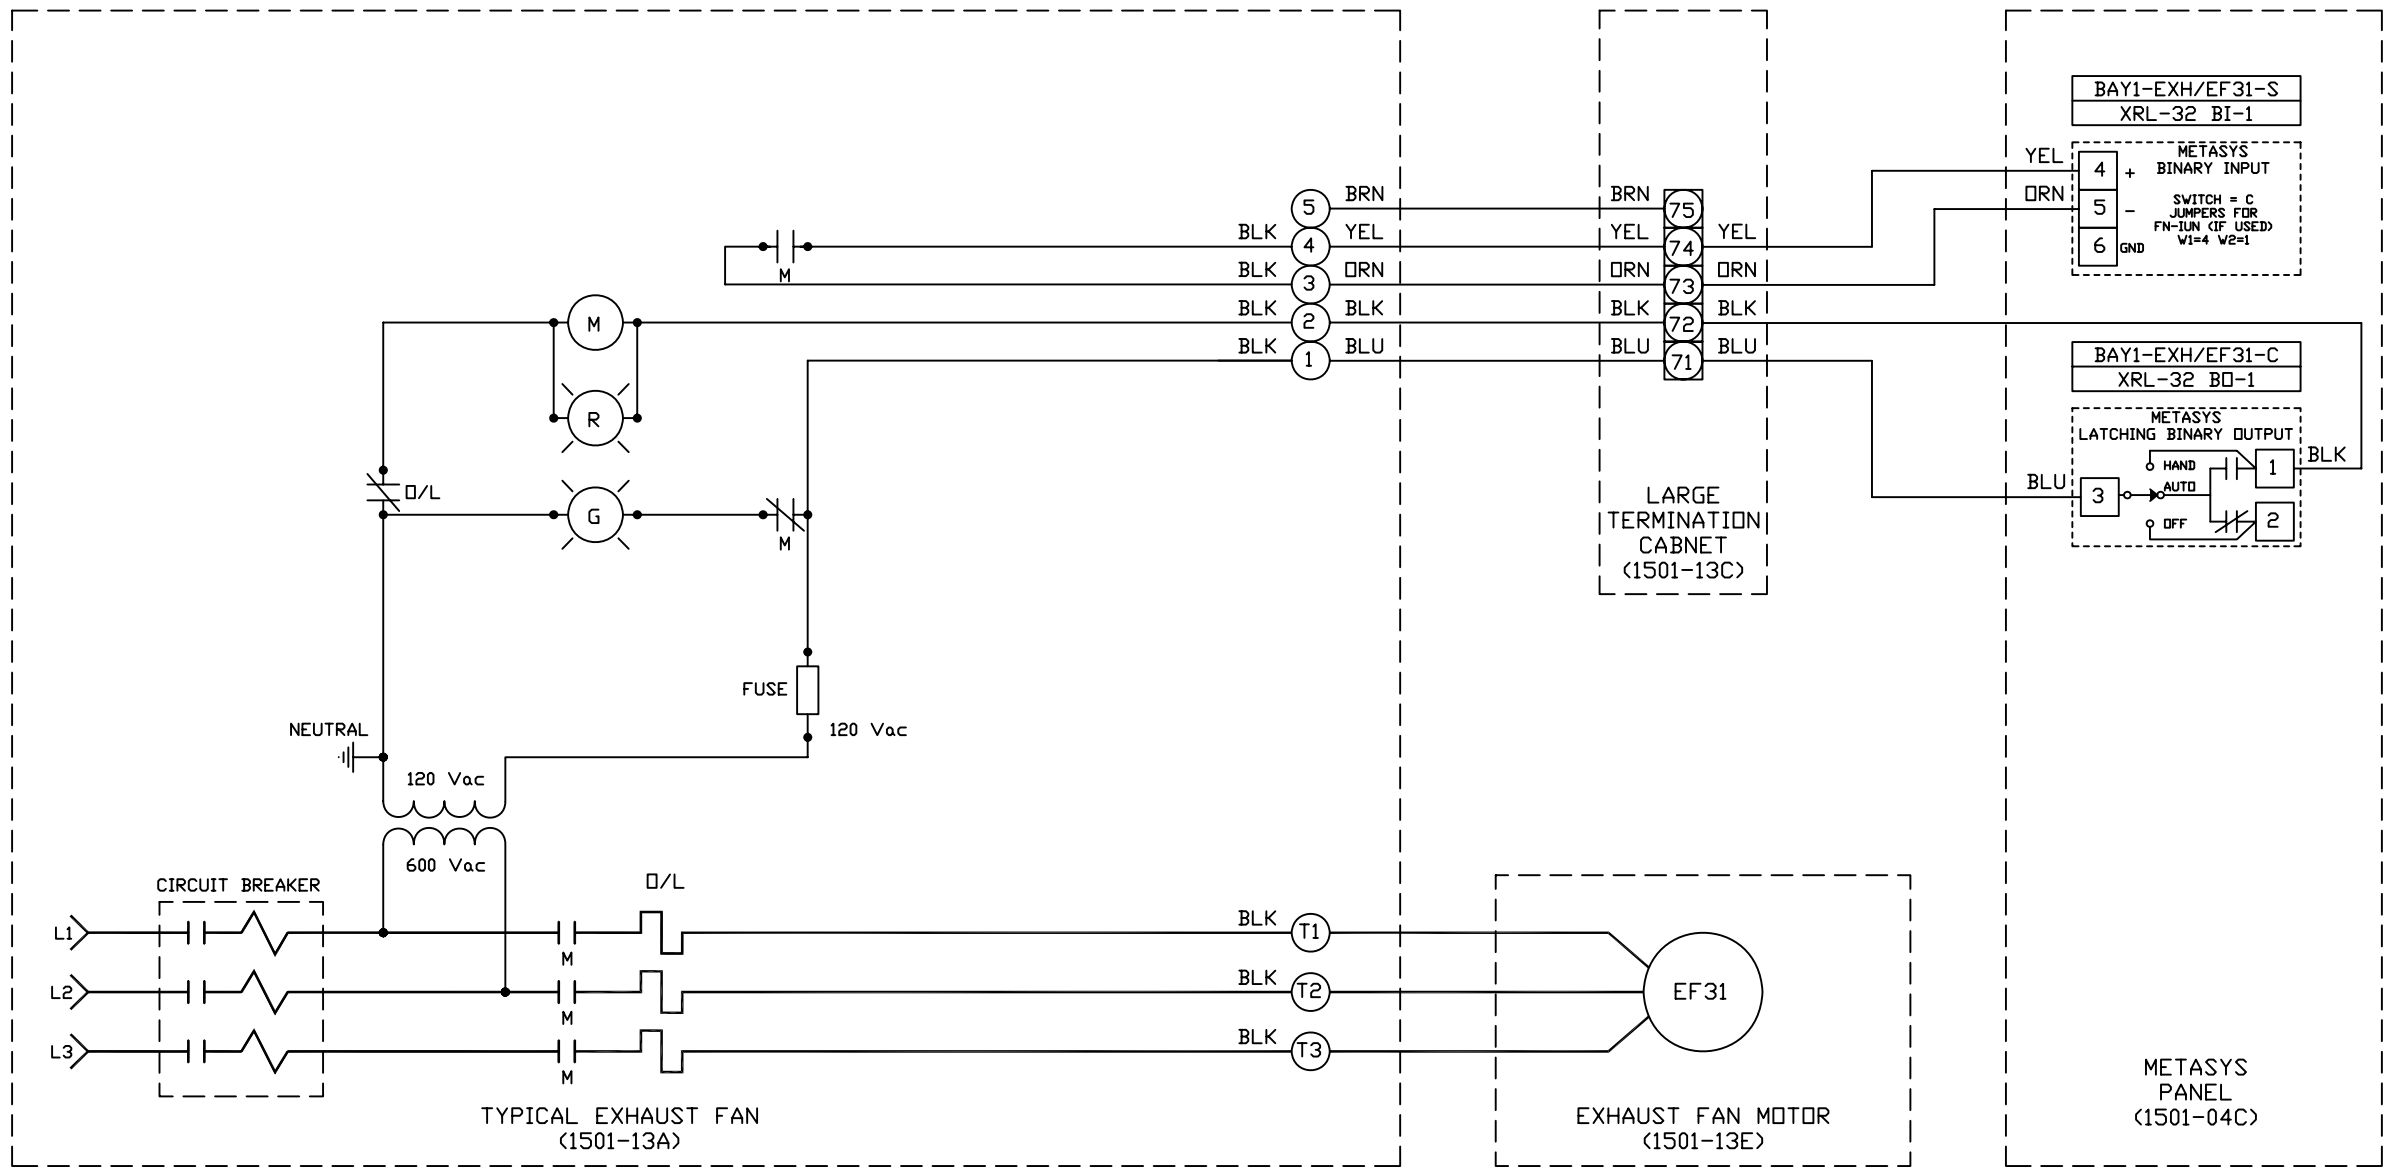 BAY1-EXH/EF31-S
XRL-32 BI-1
METASYS
BINARY INPUT
YEL 4 +
ORN 5 -
6 GND
SWITCH = C
JUMPERS FOR
FN-IUN (IF USED)
W1=4 W2=1
5 BRN BRN 75
BLK 4 YEL YEL 74 YEL
M
BLK 3 ORN ORN 73 ORN
M BLK 2 BLK BLK 72 BLK
BLK 1 BLU BLU 71 BLU
BAY1-EXH/EF31-C
XRL-32 BO-1
R
METASYS
LATCHING BINARY OUTPUT
HAND 1 BLK
BLU 3 AUTO
OFF 2
O/L
G
M
LARGE
TERMINATION
CABNET
(1501-13C)
FUSE
NEUTRAL
120 Vac
120 Vac
600 Vac
CIRCUIT BREAKER
O/L
L1 M BLK T1
L2 M BLK T2 EF31
L3 M BLK T3
TYPICAL EXHAUST FAN
(1501-13A)
EXHAUST FAN MOTOR
(1501-13E)
METASYS
PANEL
(1501-04C)